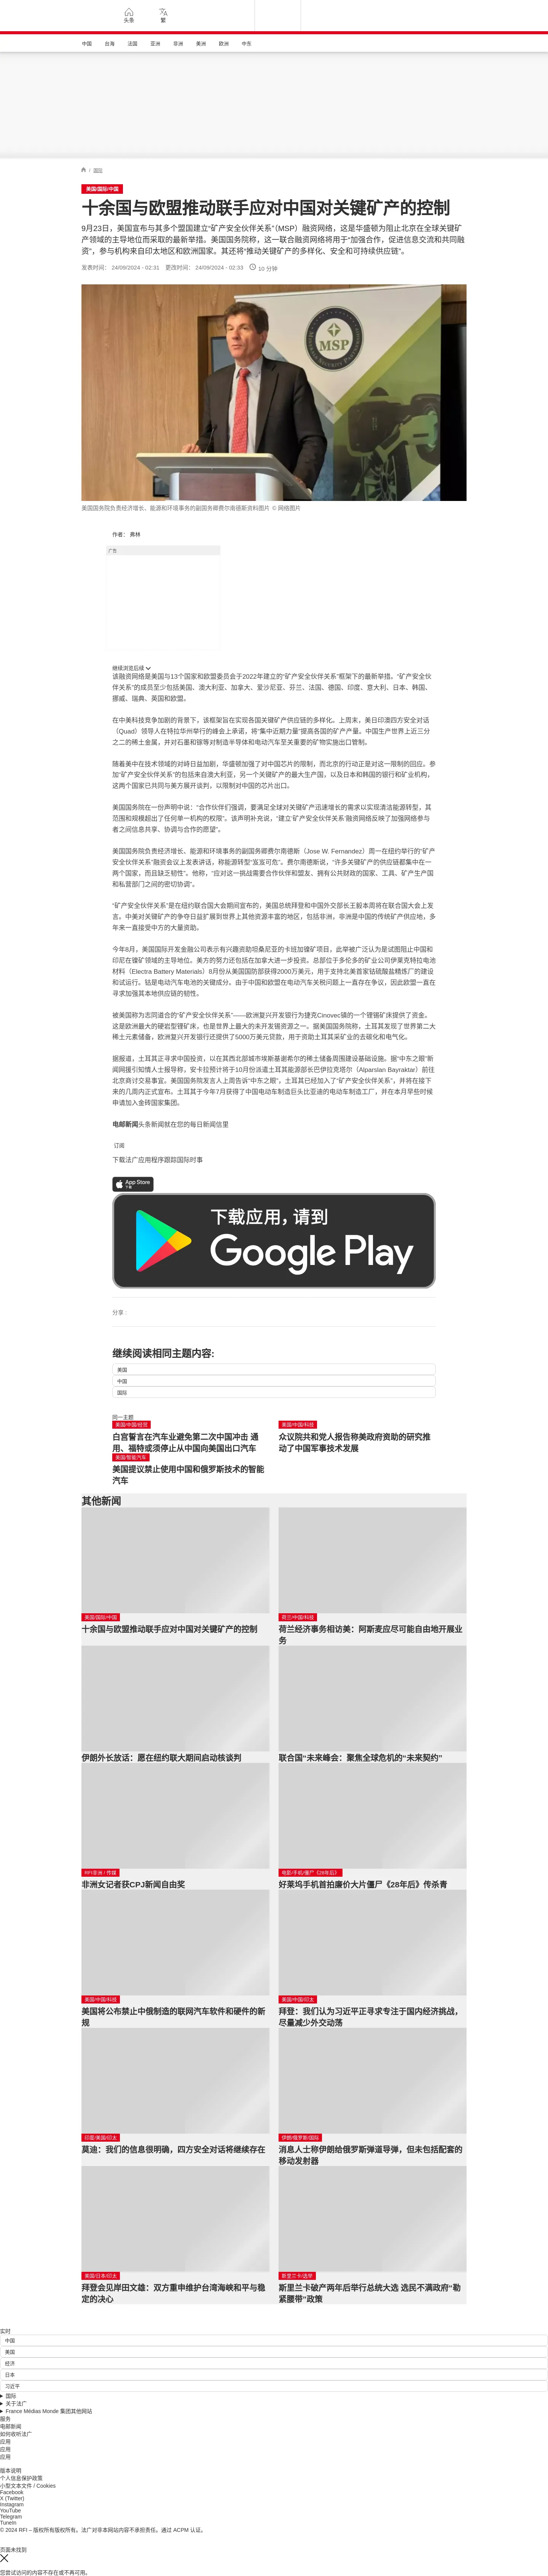 头条
繁
中国
台海
法国
亚洲
非洲
美洲
欧洲
中东
/ 国际
美国/国际/中国
十余国与欧盟推动联手应对中国对关键矿产的控制
9月23日，美国宣布与其多个盟国建立“矿产安全伙伴关系”（MSP）融资网络，这是华盛顿为阻止北京在全球关键矿
产领域的主导地位而采取的最新举措。美国国务院称，这一联合融资网络将用于“加强合作，促进信息交流和共同融
资”，参与机构来自印太地区和欧洲国家。其还将“推动关键矿产的多样化、安全和可持续供应链”。
发表时间： 24/09/2024 - 02:31 更改时间： 24/09/2024 - 02:33 10 分钟
MSP
美国国务院负责经济增长、能源和环境事务的副国务卿费尔南德斯资料图片 © 网络图片
作者： 弗林
广告
继续浏览后续
该融资网络是美国与13个国家和欧盟委员会于2022年建立的“矿产安全伙伴关系”框架下的最新举措。“矿产安全伙
伴关系”的成员至少包括美国、澳大利亚、加拿大、爱沙尼亚、芬兰、法国、德国、印度、意大利、日本、韩国、
挪威、瑞典、英国和欧盟。
在中美科技竞争加剧的背景下，该框架旨在实现各国关键矿产供应链的多样化。上周末，美日印澳四方安全对话
（Quad）领导人在特拉华州举行的峰会上承诺，将“集中近期力量”提高各国的矿产产量。中国生产世界上近三分
之二的稀土金属，并对石墨和镓等对制造半导体和电动汽车至关重要的矿物实施出口管制。
随着美中在技术领域的对峙日益加剧，华盛顿加强了对中国芯片的限制，而北京的行动正是对这一限制的回应。参
加“矿产安全伙伴关系”的包括来自澳大利亚，另一个关键矿产的最大生产国，以及日本和韩国的银行和矿业机构，
这两个国家已共同与美方展开谈判，以限制对中国的芯片出口。
美国国务院在一份声明中说：“合作伙伴们强调，要满足全球对关键矿产迅速增长的需求以实现清洁能源转型，其
范围和规模超出了任何单一机构的权限”。该声明补充说，“建立‘矿产安全伙伴关系’融资网络反映了加强网络参与
者之间信息共享、协调与合作的愿望”。
美国国务院负责经济增长、能源和环境事务的副国务卿费尔南德斯（Jose W. Fernandez）周一在纽约举行的“矿产
安全伙伴关系”融资会议上发表讲话，称能源转型“岌岌可危”。费尔南德斯说，“许多关键矿产的供应链都集中在一
两个国家，而且缺乏韧性”。他称，“应对这一挑战需要合作伙伴和盟友、拥有公共财政的国家、工具、矿产生产国
和私营部门之间的密切协调”。
“矿产安全伙伴关系”是在纽约联合国大会期间宣布的，美国总统拜登和中国外交部长王毅本周将在联合国大会上发
言。中美对关键矿产的争夺日益扩展到世界上其他资源丰富的地区，包括非洲，非洲是中国的传统矿产供应地，多
年来一直接受中方的大量资助。
今年8月，美国国际开发金融公司表示有兴趣资助坦桑尼亚的卡班加镍矿项目，此举被广泛认为是试图阻止中国和
印尼在镍矿领域的主导地位。美方的努力还包括在加拿大进一步投资。总部位于多伦多的矿业公司伊莱克特拉电池
材料（Electra Battery Materials）8月份从美国国防部获得2000万美元，用于支持北美首家钴硫酸盐精炼厂的建设
和试运行。钴是电动汽车电池的关键成分。由于中国和欧盟在电动汽车关税问题上一直存在争议，因此欧盟一直在
寻求加强其本地供应链的韧性。
被美国称为志同道合的“矿产安全伙伴关系”——欧洲复兴开发银行为捷克Cinovec镇的一个锂锡矿床提供了资金。
这是欧洲最大的硬岩型锂矿床，也是世界上最大的未开发锡资源之一。据美国国务院称，土耳其发现了世界第二大
稀土元素储备，欧洲复兴开发银行还提供了5000万美元贷款，用于资助土耳其采矿业的去碳化和电气化。
据报道，土耳其正寻求中国投资，以在其西北部城市埃斯基谢希尔的稀土储备周围建设基础设施。据“中东之眼”新
闻网援引知情人士报导称，安卡拉预计将于10月份派遣土耳其能源部长巴伊拉克塔尔（Alparslan Bayraktar）前往
北京商讨交易事宜。美国国务院发言人上周告诉“中东之眼”，土耳其已经加入了“矿产安全伙伴关系”，并将在接下
来的几周内正式宣布。土耳其于今年7月获得了中国电动车制造巨头比亚迪的电动车制造工厂，并在本月早些时候
申请加入金砖国家集团。
电邮新闻头条新闻就在您的每日新闻信里
订阅
下载法广应用程序跟踪国际时事
App Store
下载
下载应用，请到
Google Play
分享 :
继续阅读相同主题内容:
美国
中国
国际
同一主题
美国/中国/经贸
白宫誓言在汽车业避免第二次中国冲击 通
用、福特或须停止从中国向美国出口汽车
美国/中国/科技
众议院共和党人报告称美政府资助的研究推
动了中国军事技术发展
美国/智能汽车
美国提议禁止使用中国和俄罗斯技术的智能
汽车
其他新闻
美国/国际/中国
十余国与欧盟推动联手应对中国对关键矿产的控制
荷兰/中国/科技
荷兰经济事务相访美：阿斯麦应尽可能自由地开展业
务
伊朗外长放话：愿在纽约联大期间启动核谈判
联合国“未来峰会：聚焦全球危机的“未来契约”
RFI非洲 / 传媒
非洲女记者获CPJ新闻自由奖
电影/手机/僵尸《28年后》
好莱坞手机首拍廉价大片僵尸《28年后》传杀青
美国/中国/科技
美国将公布禁止中俄制造的联网汽车软件和硬件的新
规
美国/中国/印太
拜登：我们认为习近平正寻求专注于国内经济挑战，
尽量减少外交动荡
印度/美国/印太
莫迪：我们的信息很明确，四方安全对话将继续存在
伊朗/俄罗斯/国际
消息人士称伊朗给俄罗斯弹道导弹，但未包括配套的
移动发射器
美国/日本/印太
拜登会见岸田文雄：双方重申维护台湾海峡和平与稳
定的决心
斯里兰卡/选举
斯里兰卡破产两年后举行总统大选 选民不满政府“勒
紧腰带”政策
实时
中国
美国
经济
日本
习近平
国际
关于法广
France Médias Monde 集团其他网站
服务
电邮新闻
如何收听法广
应用
应用
应用
版本说明
个人信息保护政策
小型文本文件 / Cookies
Facebook
X (Twitter)
Instagram
YouTube
Telegram
TuneIn
© 2024 RFI – 版权所有版权所有。法广对非本网站内容不承担责任。通过 ACPM 认证。
页面未找到
您尝试访问的内容不存在或不再可用。